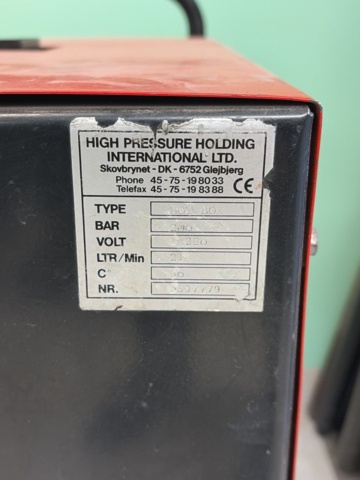 HIGH PRESSURE HOLDING
INTERNATIONAL LTD.
Skovbrynet - DK - 6752 Glejbjerg
Phone 45 - 75 - 19 80 33
Telefax 45 - 75 - 19 83 88 CE
TYPE
BAR
VOLT
LTR/Min
C
NR.